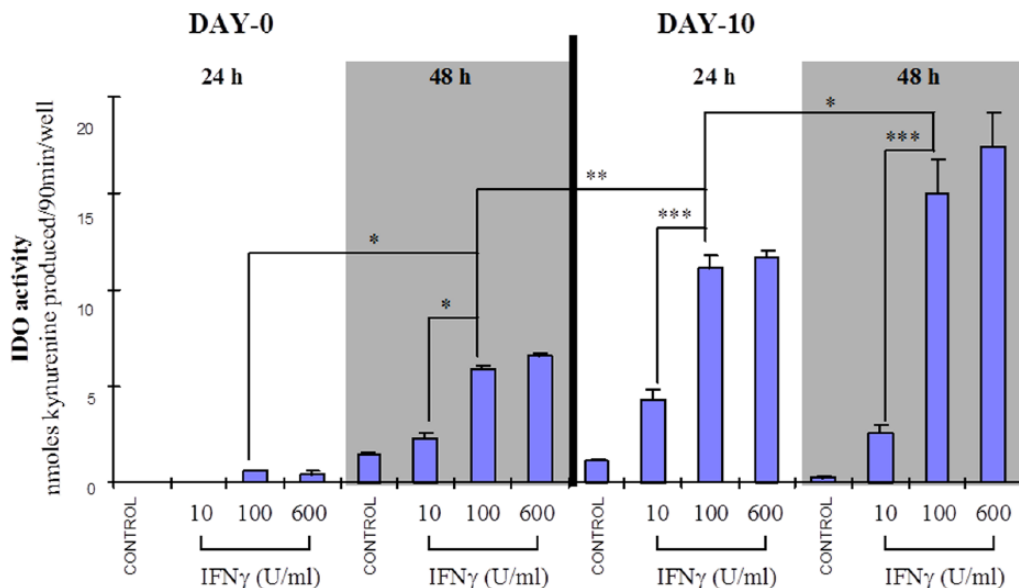 DAY-0
DAY-10
24 h
48 h
24 h
48 h
IDO activity
nmoles kynurenine produced/90min/well
20
15
10
5
0
*
*
**
***
*
***
CONTROL 10 100 600 CONTROL 10 100 600 CONTROL 10 100 600 CONTROL 10 100 600
IFNγ (U/ml) IFNγ (U/ml) IFNγ (U/ml) IFNγ (U/ml)